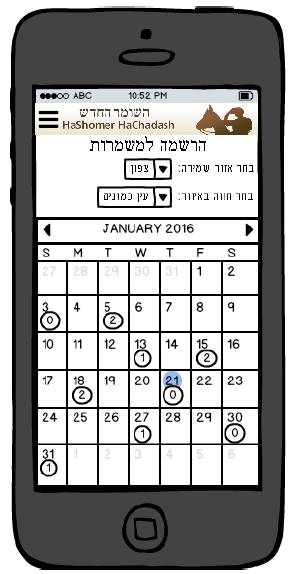 ABC 10:52 PM
השומר החדש
HaShomer HaChadash
הרשמה למשמרות
בחר אזור שמירה: צפון
בחר חווה באיזור: עין כמונים
JANUARY 2016
S M T W T F S
27 28 29 30 31 1 2
3 4 5 6 7 8 9
0 2
10 11 12 13 14 15 16
1 2
17 18 19 20 21 22 23
2 0
24 25 26 27 28 29 30
1 0
31 1 2 3 4 5 6
1